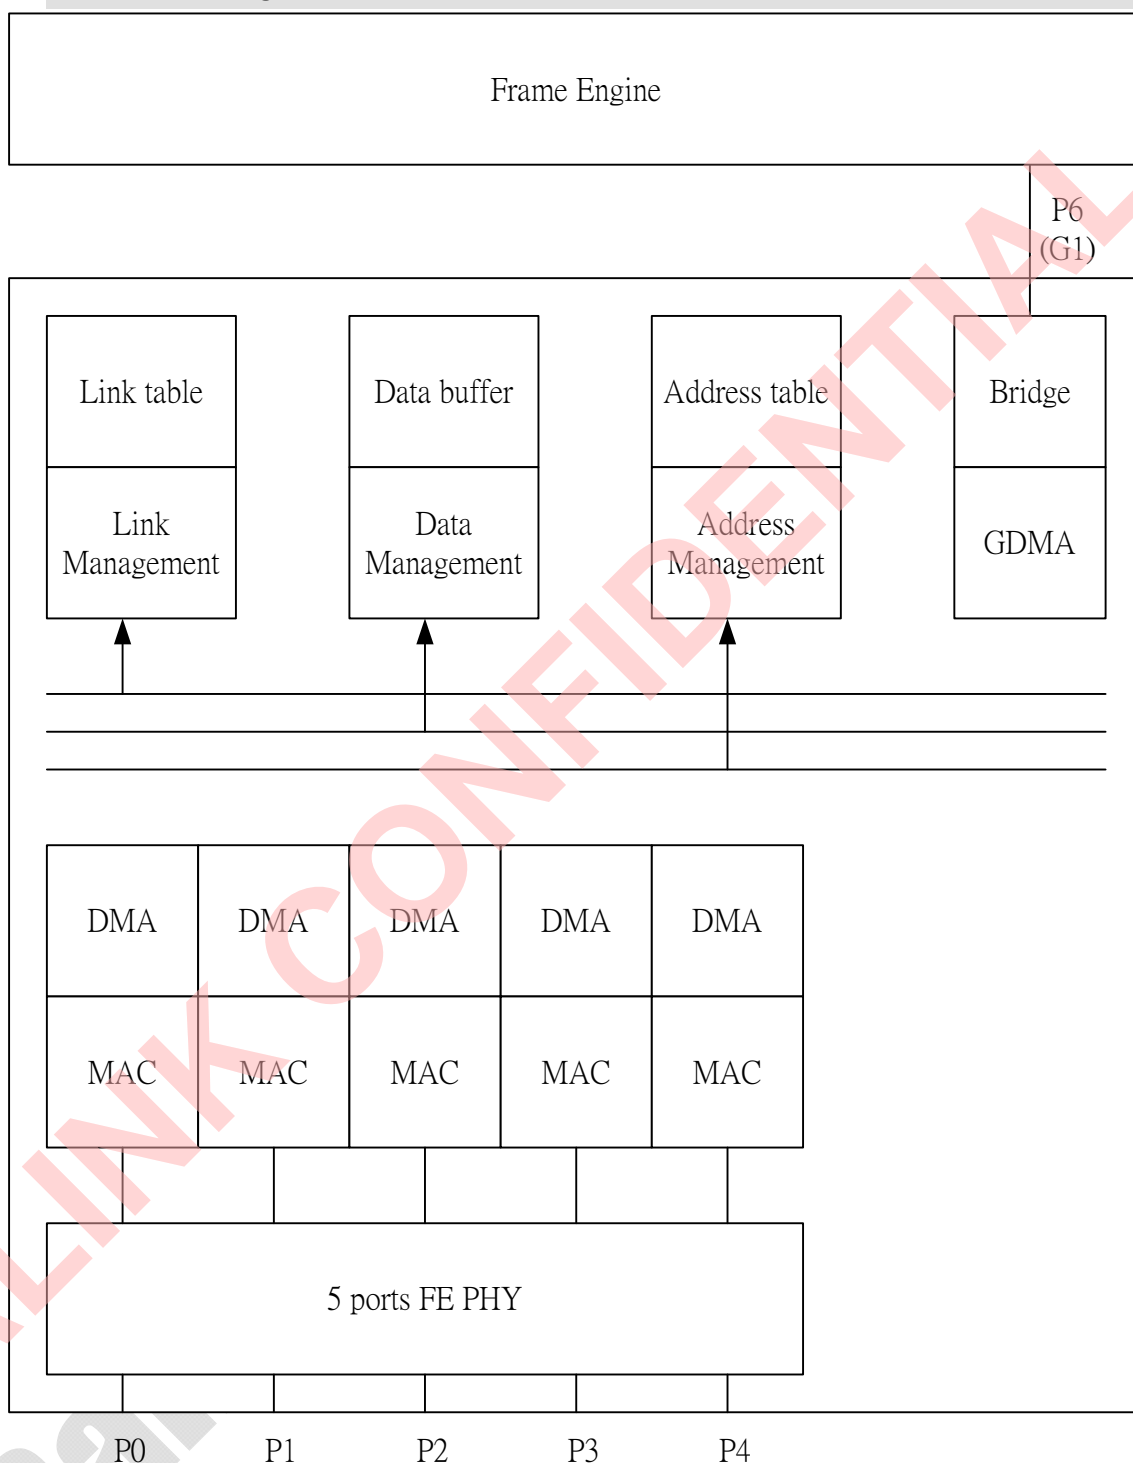 Frame Engine
P6
(G1)
Link table
Data buffer
Address table
Bridge
Link
Management
Data
Management
Address
Management
GDMA
DMA
DMA
DMA
DMA
DMA
MAC
MAC
MAC
MAC
MAC
5 ports FE PHY
P0
P1
P2
P3
P4
LINK CONFIDENTIAL